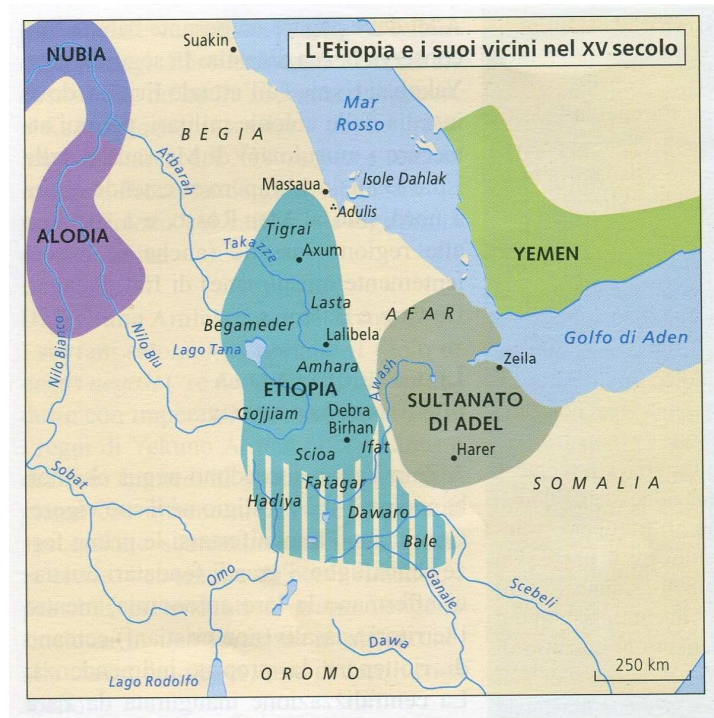 L'Etiopia e i suoi vicini nel XV secolo
NUBIA
Suakin
Mar
Rosso
BEGIA
Atbarah
Massaua
Isole Dahlak
Adulis
Tigrai
ALODIA
Takazze
Axum
YEMEN
Lasta
AFAR
Begameder
Lalibela
Golfo di Aden
Nilo Bianco
Nilo Blu
Lago Tana
Amhara
Zeila
Awash
ETIOPIA
SULTANATO
DI ADEL
Gojjiam
Debra
Birhan
Ifat
Scioa
Harer
Sobat
Fatagar
SOMALIA
Hadiya
Dawaro
Bale
Omo
Ganale
Scebeli
Dawa
250 km
Lago Rodolfo
OROMO